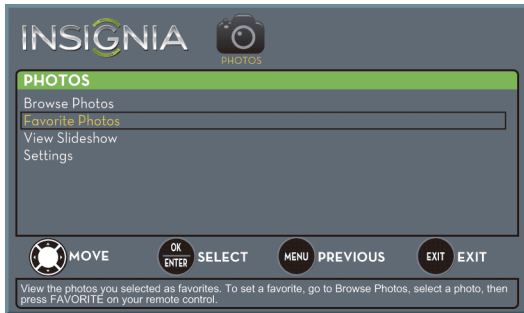 INSIGNIA
PHOTOS
PHOTOS
Browse Photos
Favorite Photos
View Slideshow
Settings
MOVE
OK
ENTER
SELECT
MENU
PREVIOUS
EXIT
EXIT
View the photos you selected as favorites. To set a favorite, go to Browse Photos, select a photo, then
press FAVORITE on your remote control.